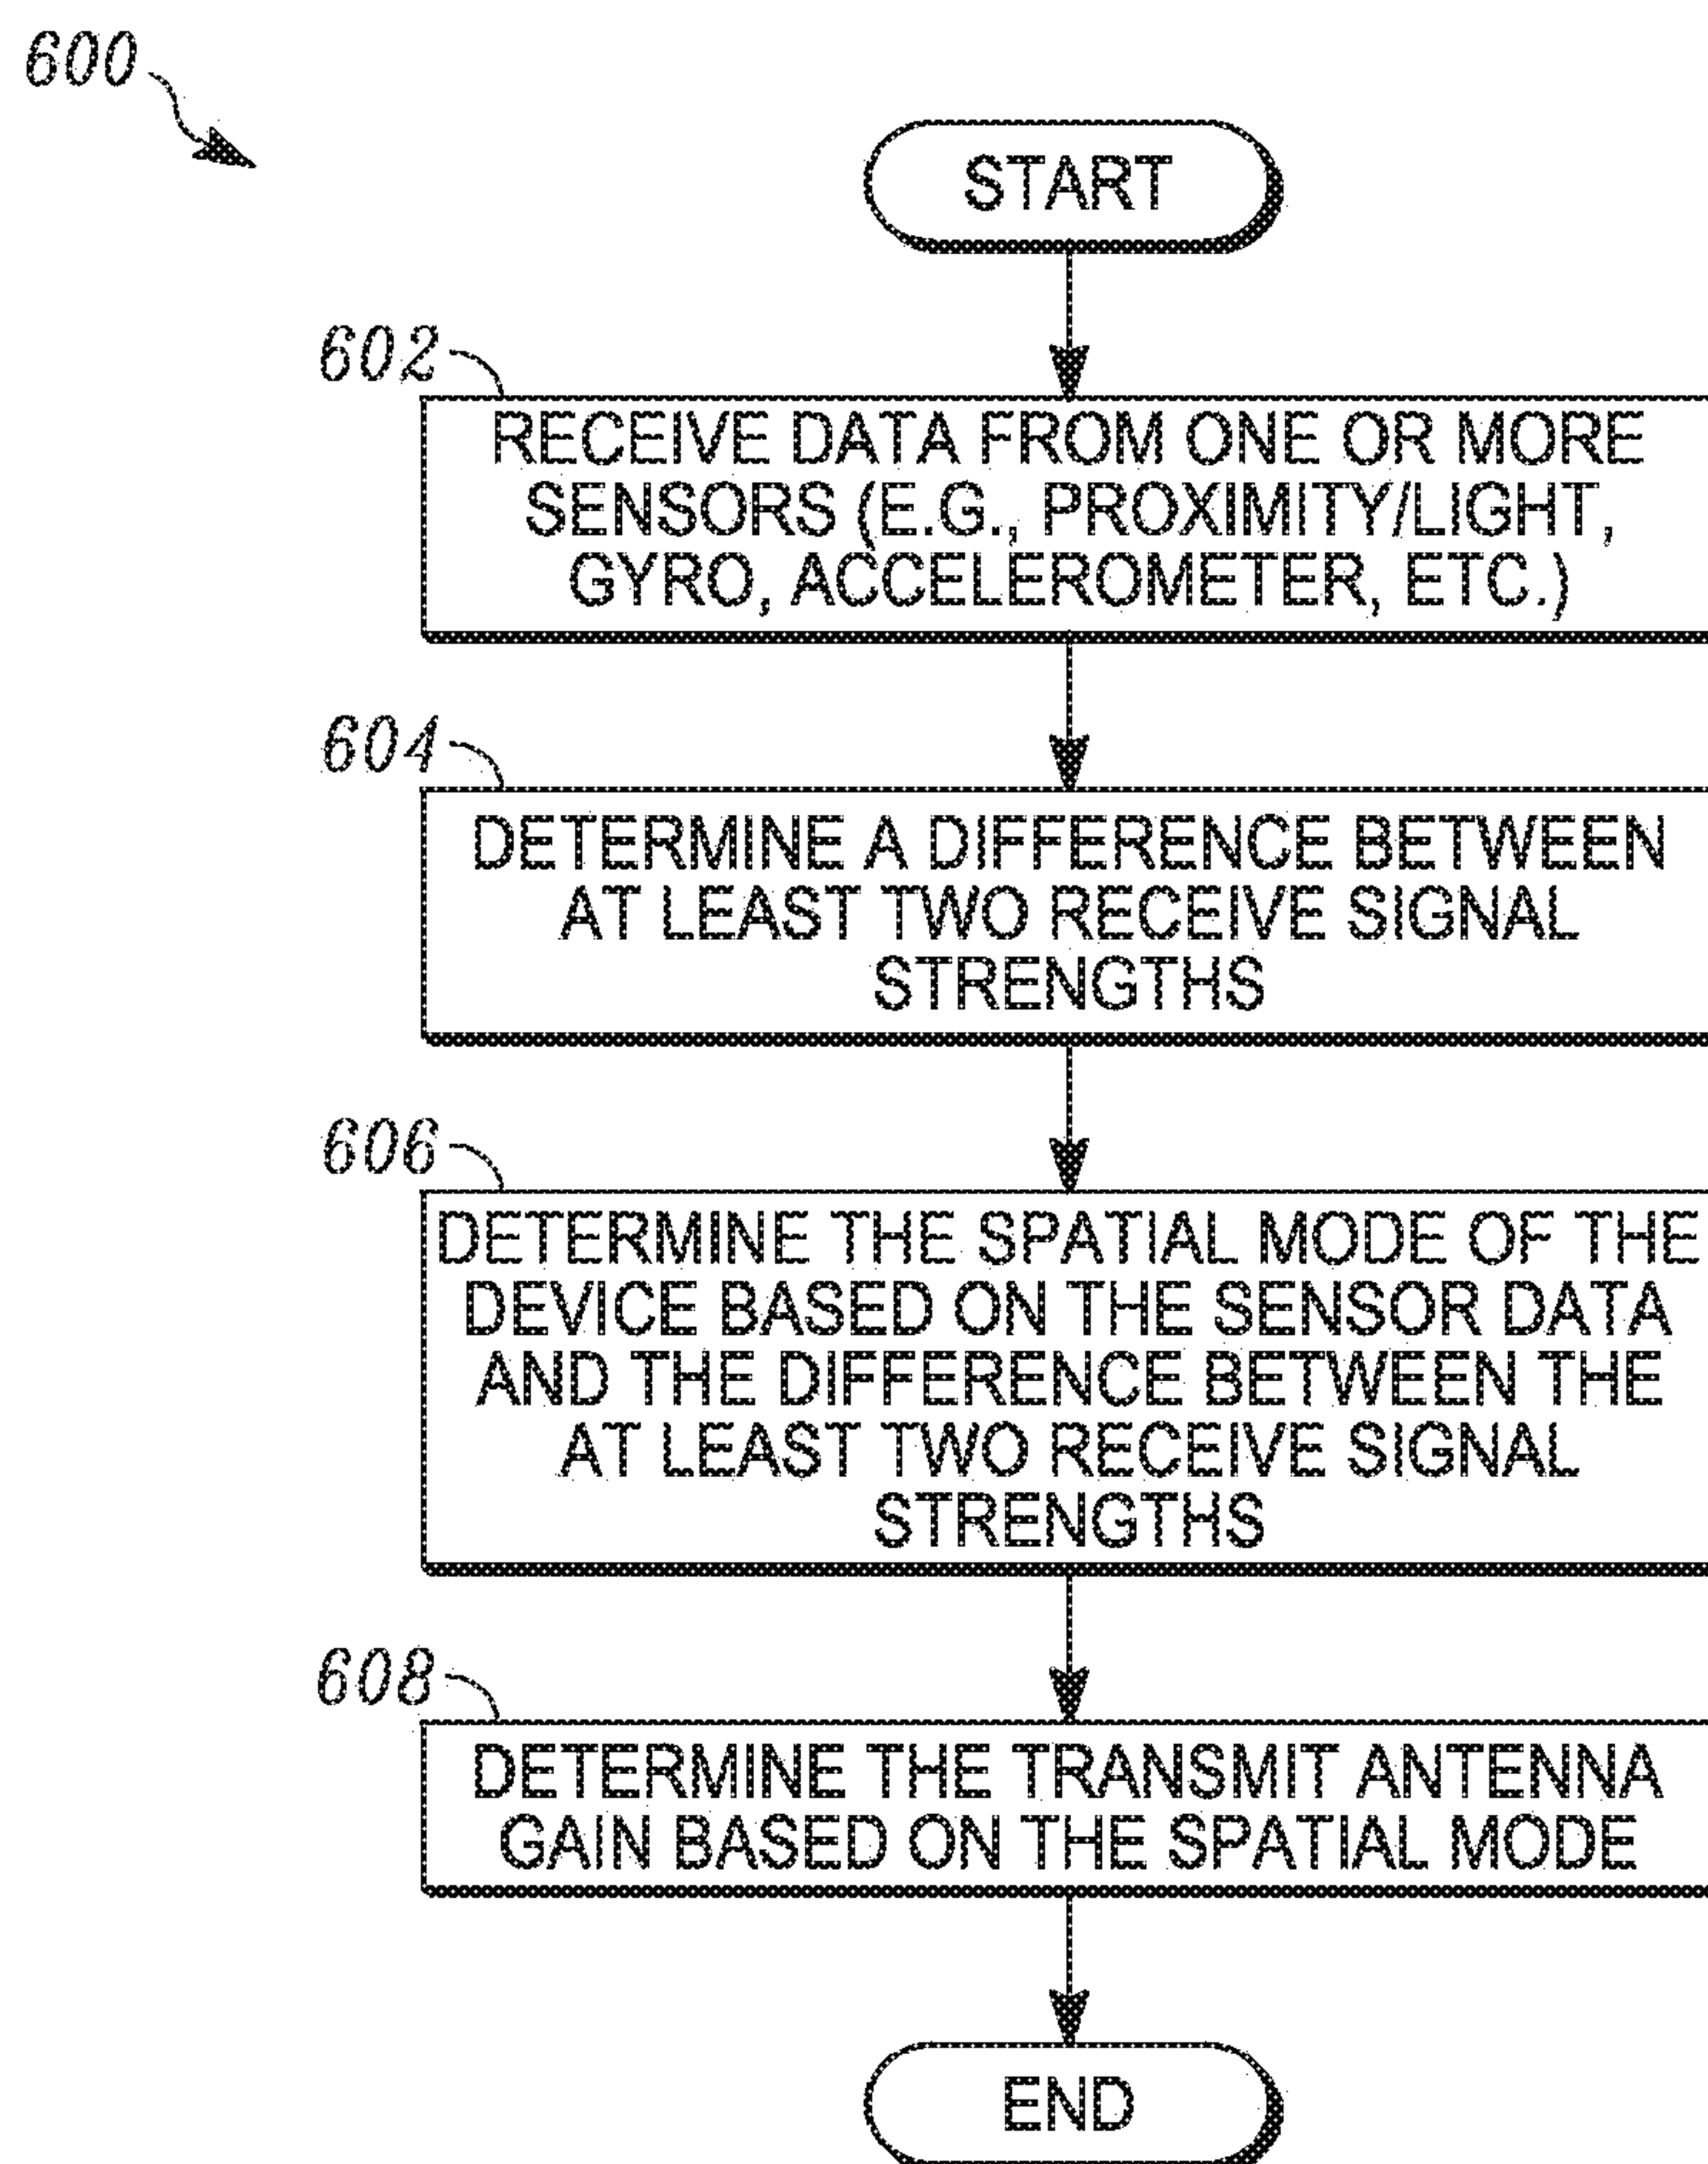 600
START
602
RECEIVE DATA FROM ONE OR MORE
SENSORS (E.G., PROXIMITY/LIGHT,
GYRO, ACCELEROMETER, ETC.)
604
DETERMINE A DIFFERENCE BETWEEN
AT LEAST TWO RECEIVE SIGNAL
STRENGTHS
606
DETERMINE THE SPATIAL MODE OF THE
DEVICE BASED ON THE SENSOR DATA
AND THE DIFFERENCE BETWEEN THE
AT LEAST TWO RECEIVE SIGNAL
STRENGTHS
608
DETERMINE THE TRANSMIT ANTENNA
GAIN BASED ON THE SPATIAL MODE
END